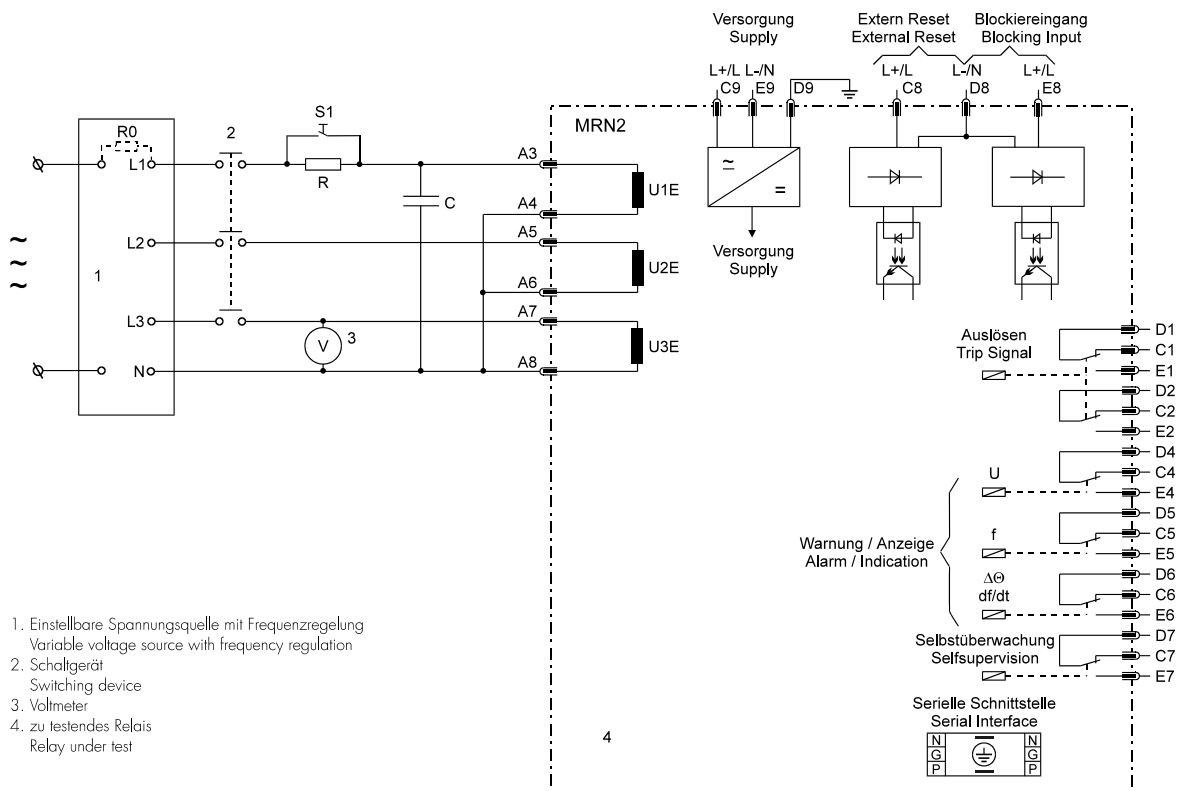 Versorgung
Supply
Extern Reset
External Reset
Blockiereingang
Blocking Input
L+/L L-/N
C9 E9 D9
L+/L L-/N L+/L
C8 D8 E8
MRN2
R0
2
S1
L1
R
A3
U1E
C
A4
~
=
A5
L2
U2E
Versorgung
Supply
~
~
~
1
A6
A7
L3
V
3
U3E
A8
N
Auslösen
Trip Signal
D1
C1
E1
D2
C2
E2
D4
U
C4
E4
D5
f
C5
E5
Warnung / Anzeige
Alarm / Indication
ΔΘ
df/dt
D6
C6
E6
Selbstüberwachung
Selfsupervision
D7
C7
E7
Serielle Schnittstelle
Serial Interface
N N
G G
P P
4
1. Einstellbare Spannungsquelle mit Frequenzregelung
Variable voltage source with frequency regulation
2. Schaltgerät
Switching device
3. Voltmeter
4. zu testendes Relais
Relay under test